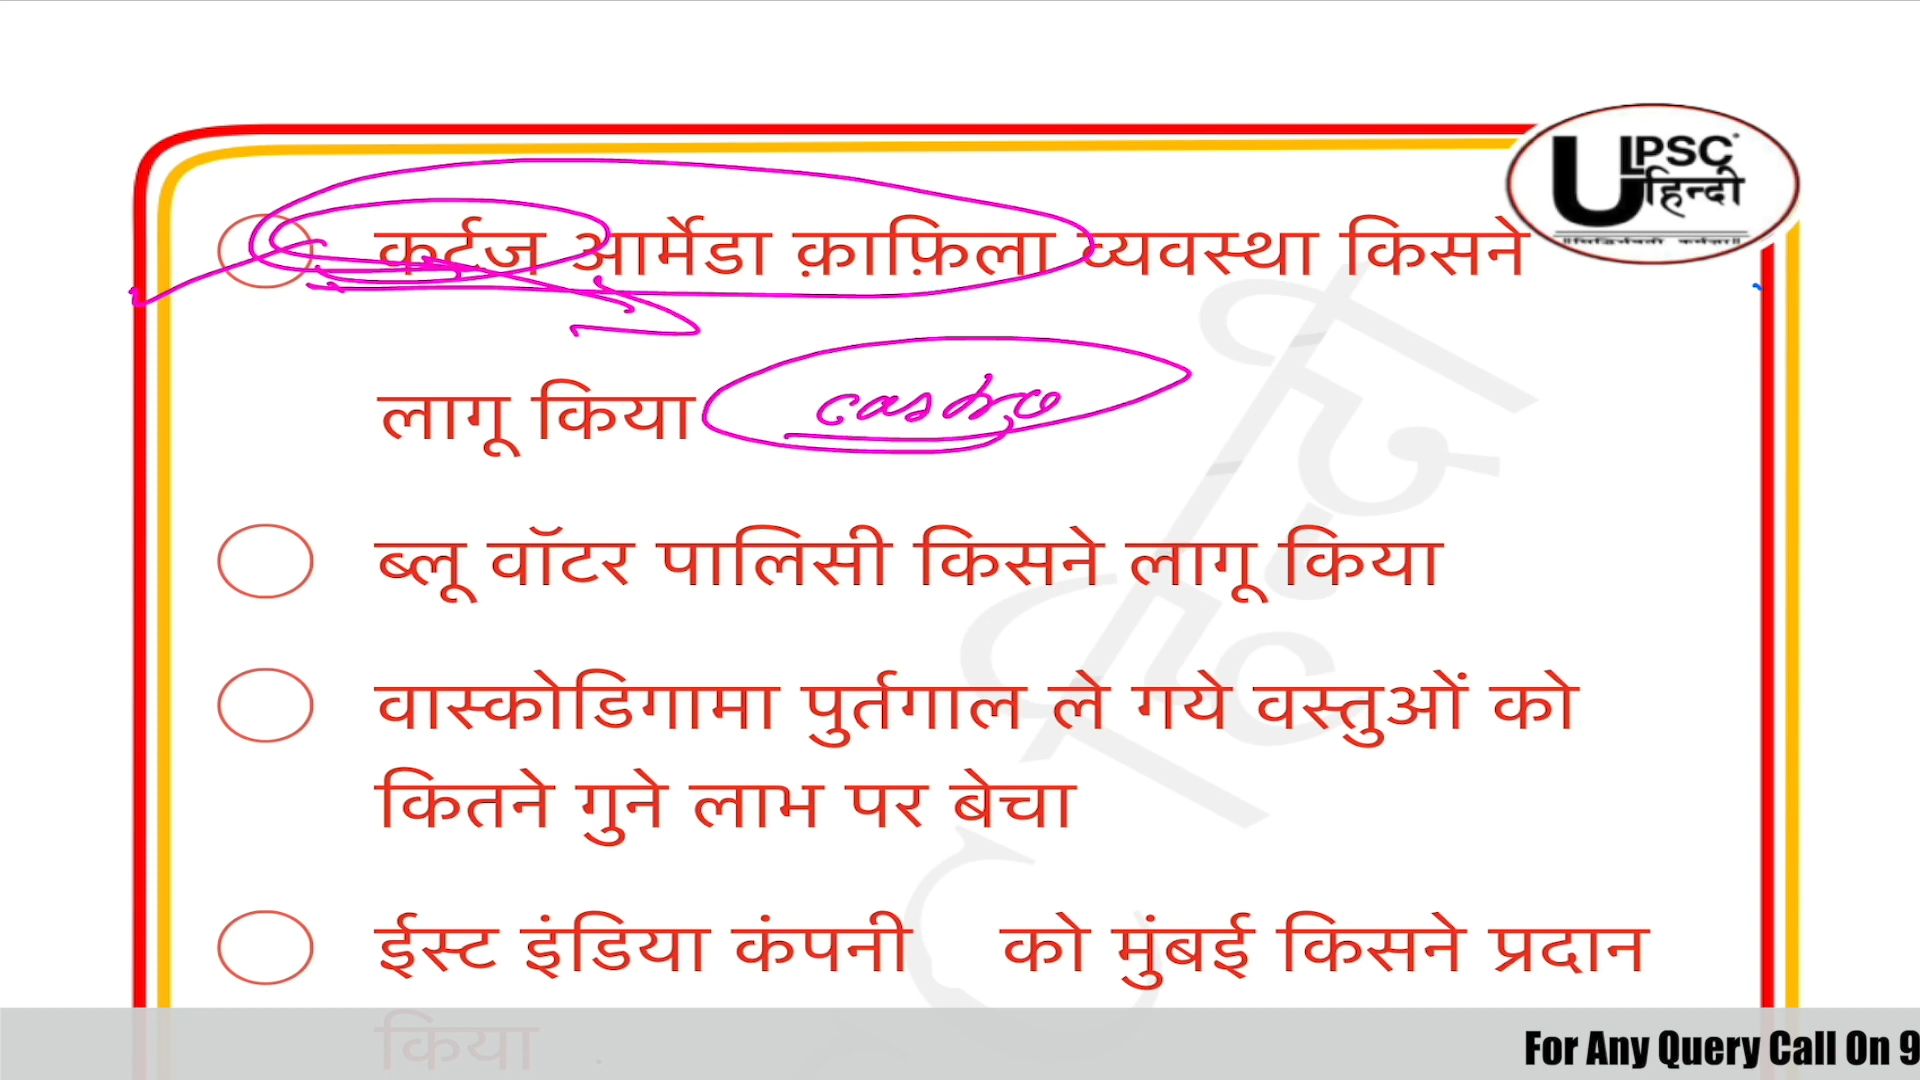 UPSC
हिन्दी
कर्टज आर्मेडा क़ाफ़िला व्यवस्था किसने
लागू किया castro
ब्लू वॉटर पालिसी किसने लागू किया
वास्कोडिगामा पुर्तगाल ले गये वस्तुओं को
कितने गुने लाभ पर बेचा
ईस्ट इंडिया कंपनी को मुंबई किसने प्रदान
किया .
For Any Query Call On 9